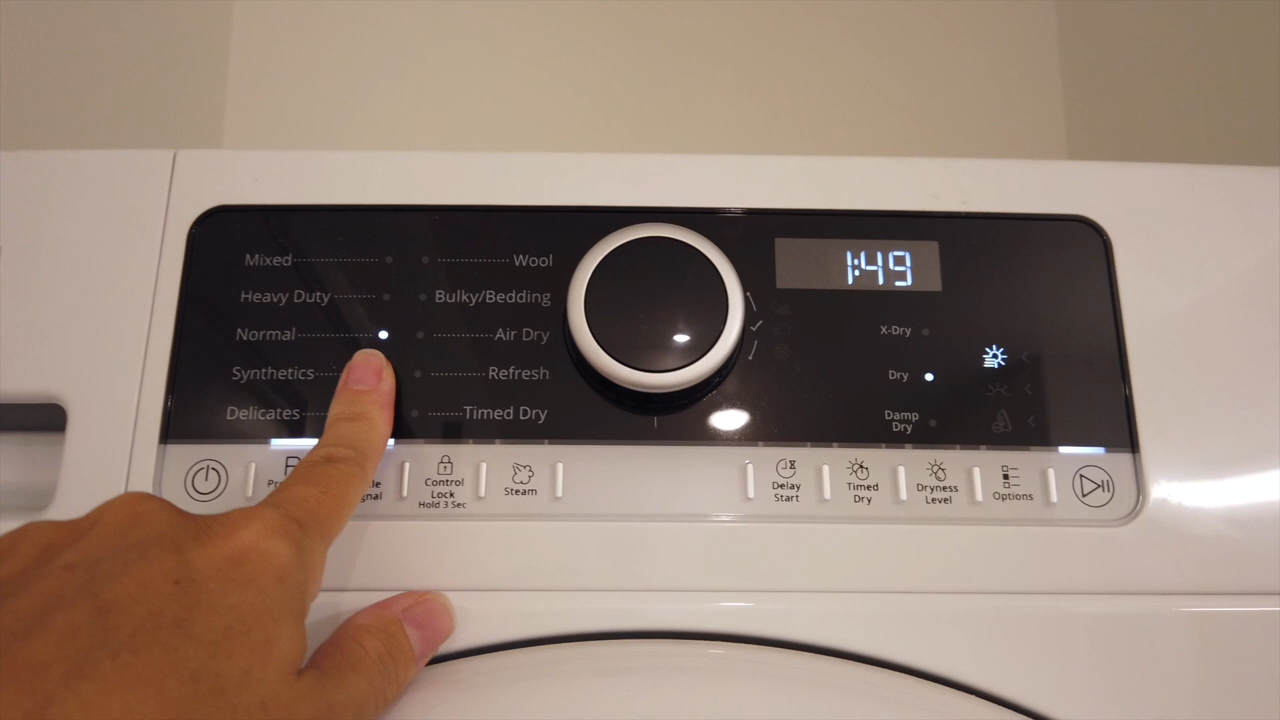 Mixed
Wool
1:49
Heavy Duty
Bulky/Bedding
Normal
Air Dry
X-Dry
Synthetics
Refresh
Dry
Delicates
Timed Dry
Damp
Dry
Control
Lock
Hold 3 Sec
Steam
Delay
Start
Timed
Dry
Dryness
Level
Options